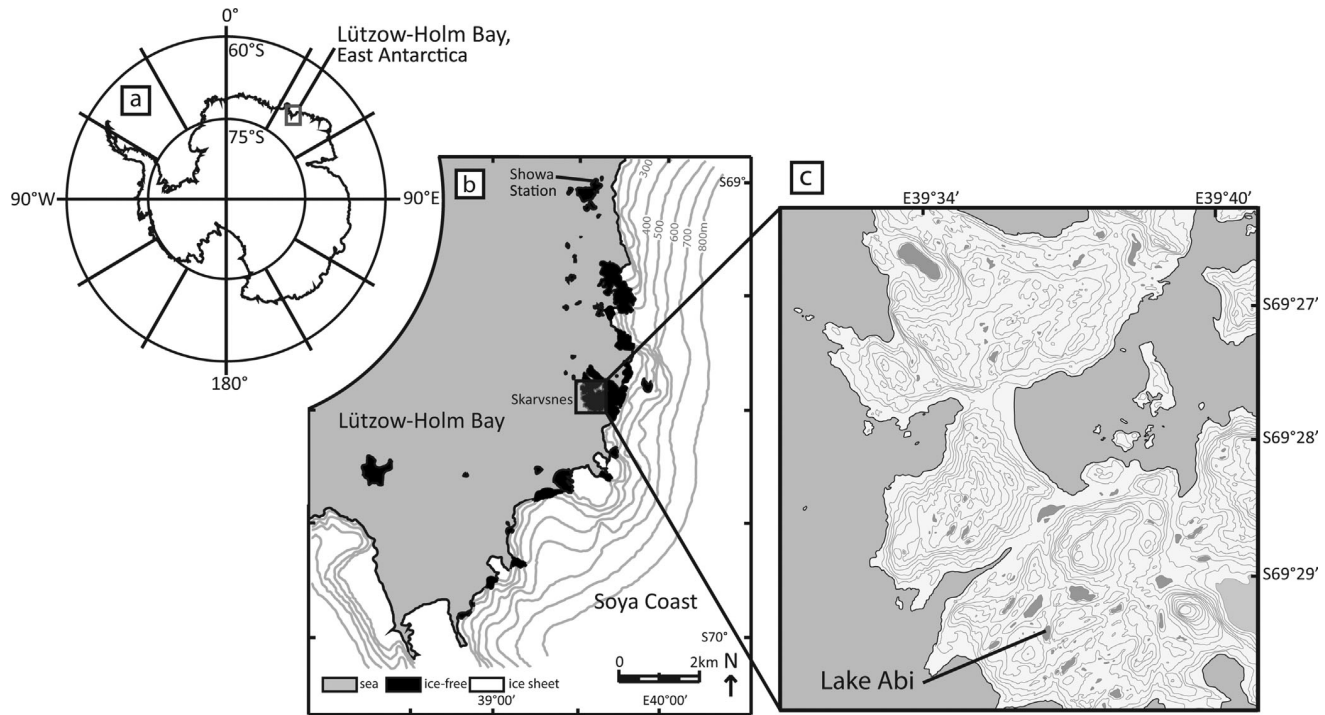 0°
60°S
Lützow-Holm Bay,
East Antarctica
a
75°S
90°W
90°E
180°
b
Showa
Station
300
400
500
600
700
800m
S69°
Skarvsnes
Lützow-Holm Bay
Soya Coast
S70°
0 2km
N
sea ice-free ice sheet
39°00′ E40°00′
c
E39°34′ E39°40′
S69°27′
S69°28′
S69°29′
Lake Abi